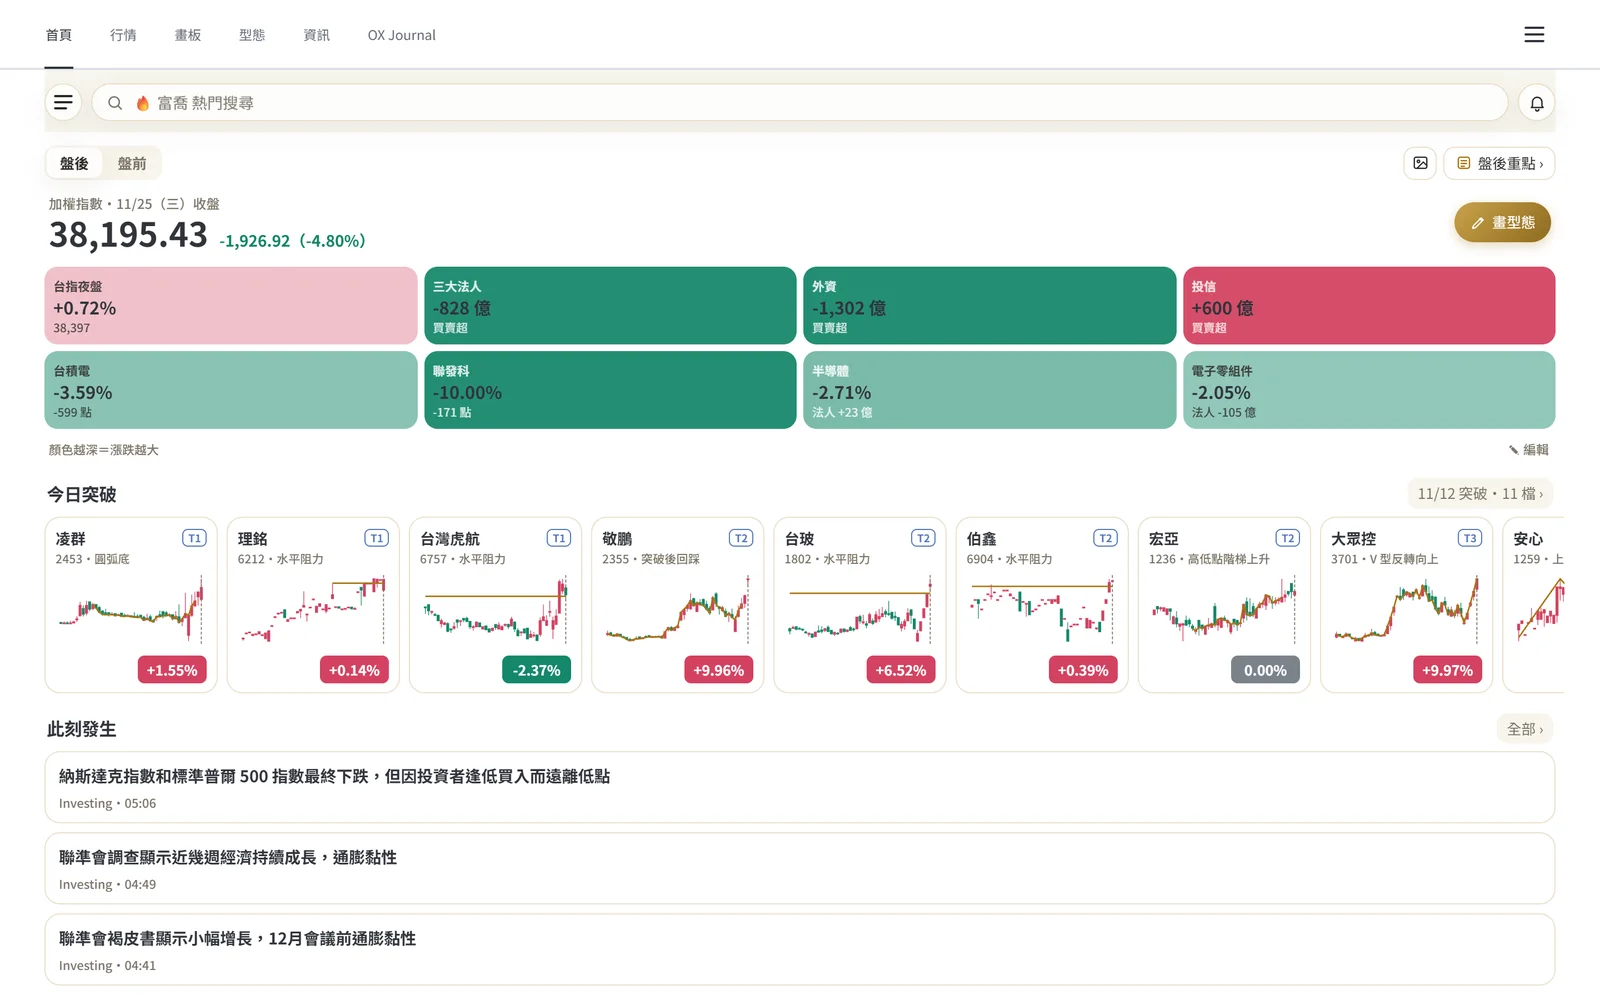 首頁 行情 畫板 型態 資訊 OX Journal
富喬 熱門搜尋
盤後 盤前
盤後重點 ›
加權指數・11/25（三）收盤
38,195.43 -1,926.92（-4.80%）
畫型態
台指夜盤
+0.72%
38,397
三大法人
-828 億
買賣超
外資
-1,302 億
買賣超
投信
+600 億
買賣超
台積電
-3.59%
-599 點
聯發科
-10.00%
-171 點
半導體
-2.71%
法人 +23 億
電子零組件
-2.05%
法人 -105 億
顏色越深＝漲跌越大
編輯
今日突破
11/12 突破・11 檔 ›
凌群 T1
2453・圓弧底
+1.55%
理銘 T1
6212・水平阻力
+0.14%
台灣虎航 T1
6757・水平阻力
-2.37%
敬鵬 T2
2355・突破後回踩
+9.96%
台玻 T2
1802・水平阻力
+6.52%
伯鑫 T2
6904・水平阻力
+0.39%
宏亞 T2
1236・高低點階梯上升
0.00%
大眾控 T3
3701・V 型反轉向上
+9.97%
安心
1259・上
此刻發生
全部 ›
納斯達克指數和標準普爾 500 指數最終下跌，但因投資者逢低買入而遠離低點
Investing・05:06
聯準會調查顯示近幾週經濟持續成長，通膨黏性
Investing・04:49
聯準會褐皮書顯示小幅增長，12月會議前通膨黏性
Investing・04:41